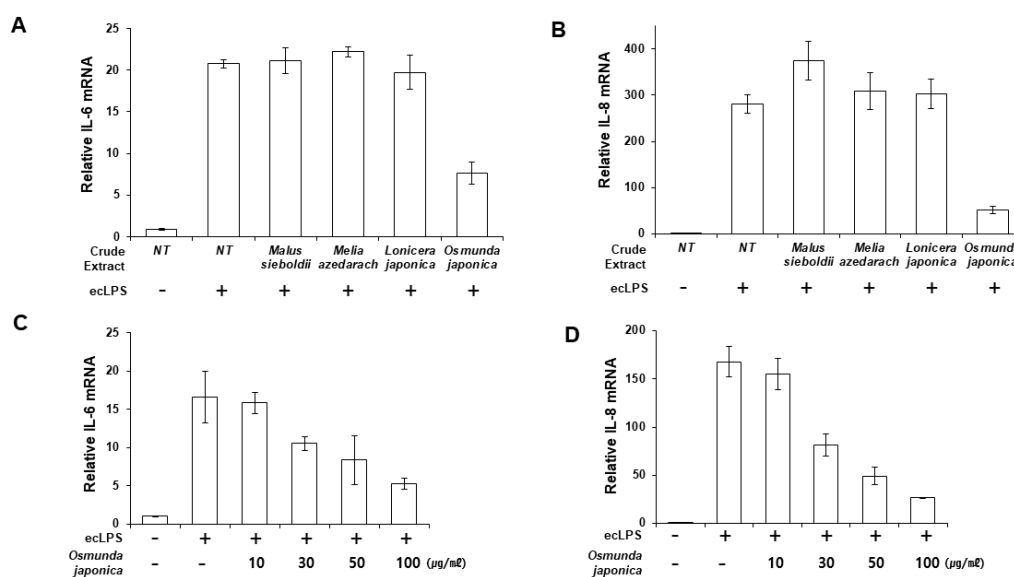 A
Relative IL-6 mRNA
25
20
15
10
5
0
Crude Extract NT NT Malus sieboldii Melia azedarach Lonicera japonica Osmunda japonica
ecLPS - + + + + +
B
Relative IL-8 mRNA
400
300
200
100
0
Crude Extract NT NT Malus sieboldii Melia azedarach Lonicera japonica Osmunda japonica
ecLPS - + + + + +
C
Relative IL-6 mRNA
25
20
15
10
5
0
ecLPS - + + + + +
Osmunda japonica - - 10 30 50 100 (μg/㎖)
D
Relative IL-8 mRNA
200
150
100
50
0
ecLPS - + + + + +
Osmunda japonica - - 10 30 50 100 (μg/㎖)